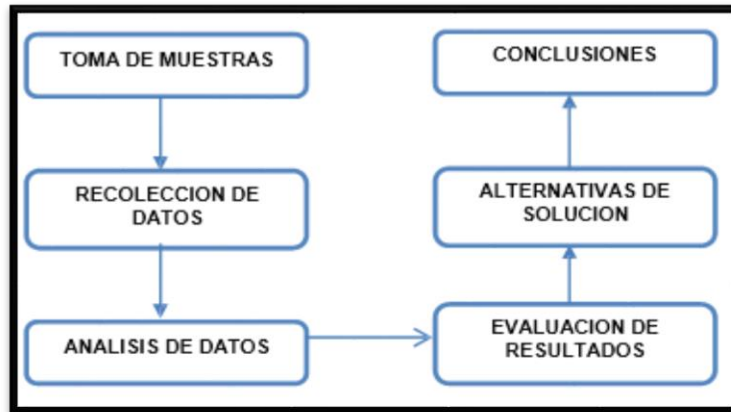 TOMA DE MUESTRAS
RECOLECCION DE
DATOS
ANALISIS DE DATOS
EVALUACION DE
RESULTADOS
ALTERNATIVAS DE
SOLUCION
CONCLUSIONES